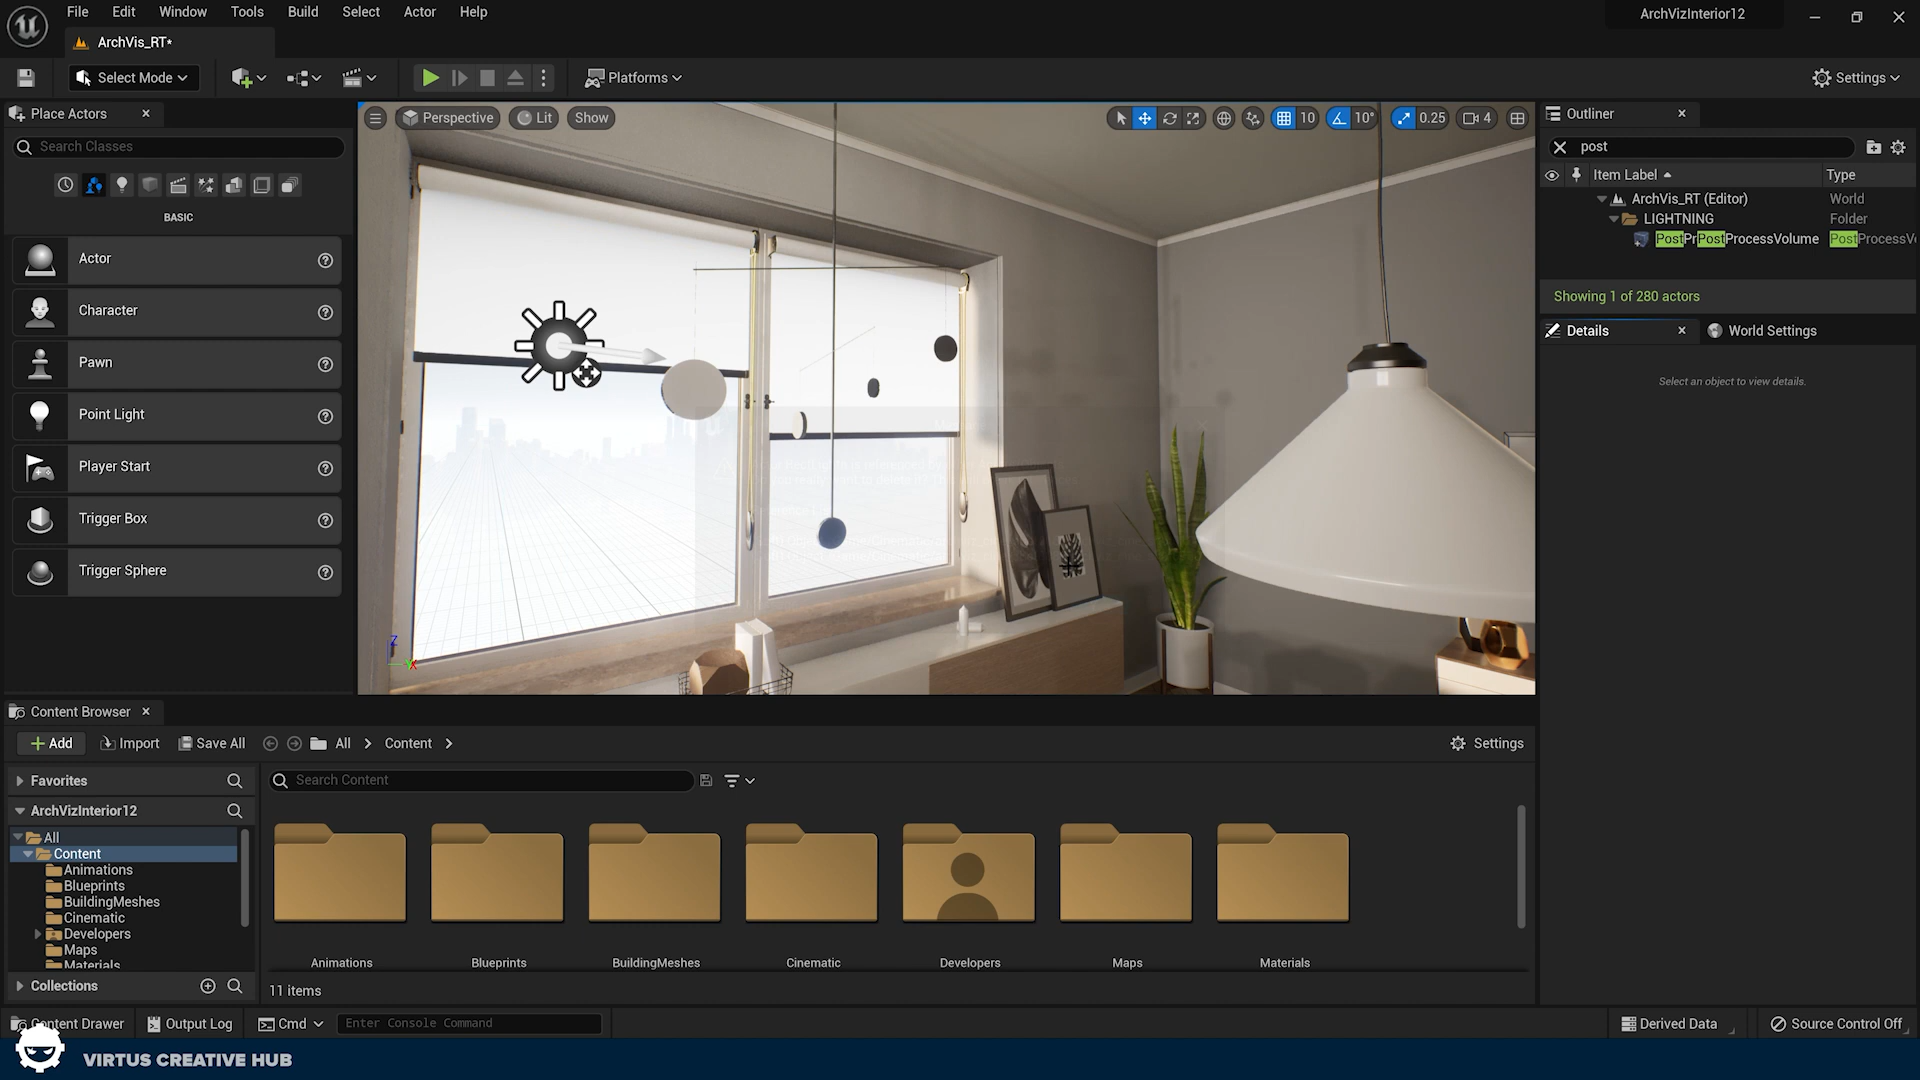 File Edit Window Tools Build Select Actor Help
ArchVizInterior12
ArchVis_RT*
Select Mode
Platforms
Settings
Place Actors
Search Classes
BASIC
Actor
Character
Pawn
Point Light
Player Start
Trigger Box
Trigger Sphere
Perspective
Lit
Show
10
10°
0.25
4
Z
X
Outliner
post
Item Label
Type
ArchVis_RT (Editor)
World
LIGHTNING
Folder
PostPrPostProcessVolume
PostProcessV
Showing 1 of 280 actors
Details
World Settings
Select an object to view details.
Content Browser
Add
Import
Save All
All
Content
Settings
Favorites
Search Content
ArchVizInterior12
All
Content
Animations
Blueprints
BuildingMeshes
Cinematic
Developers
Maps
Materials
Collections
Animations
Blueprints
BuildingMeshes
Cinematic
Developers
Maps
Materials
11 items
Content Drawer
Output Log
Cmd
Enter Console Command
Derived Data
Source Control Off
VIRTUS CREATIVE HUB